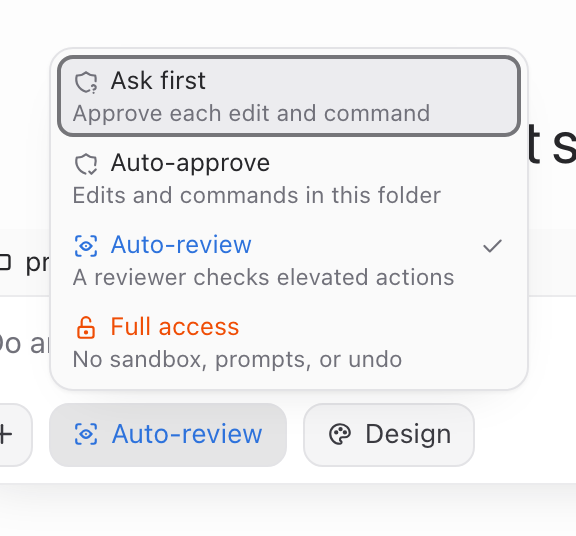 Ask first
Approve each edit and command
Auto-approve
Edits and commands in this folder
Auto-review
A reviewer checks elevated actions
Full access
No sandbox, prompts, or undo
Auto-review
Design